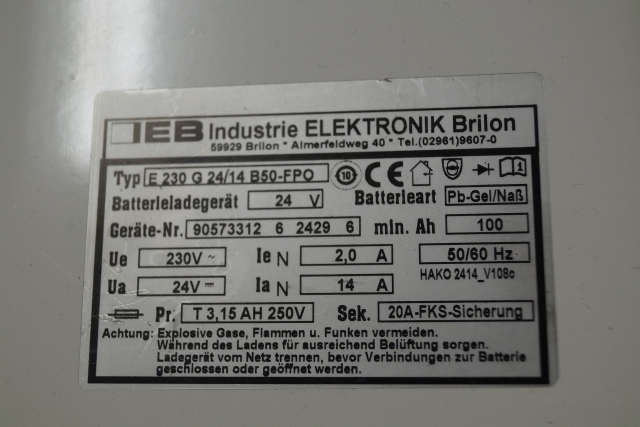 IEB Industrie ELEKTRONIK Brilon
59929 Brilon * Almerfeldweg 40 * Tel.(02961)9607-0
Typ E 230 G 24/14 B50-FPO 10 CE
Batterieladegerät 24 V Batterieart Pb-Gel/Naß
Geräte-Nr. 90573312 6 2429 6 min. Ah 100
Ue 230V ~ Ie N 2,0 A 50/60 Hz
Ua 24V ⎓ Ia N 14 A HAKO 2414_V108c
Pr. T 3,15 AH 250V Sek. 20A-FKS-Sicherung
Achtung: Explosive Gase, Flammen u. Funken vermeiden.
Während des Ladens für ausreichend Belüftung sorgen.
Ladegerät vom Netz trennen, bevor Verbindungen zur Batterie
geschlossen oder geöffnet werden.